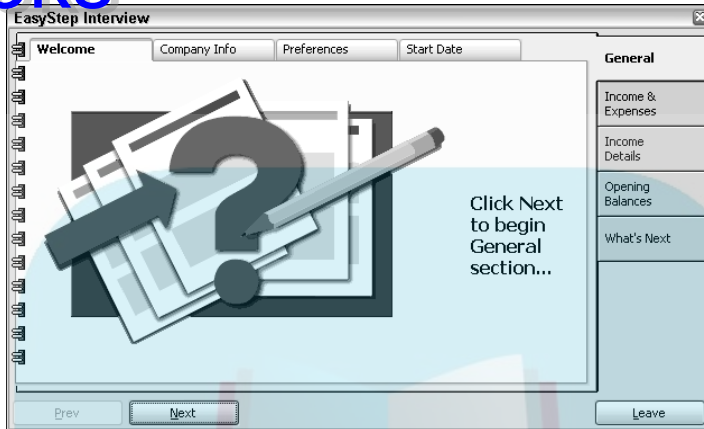 EasyStep Interview
Welcome
Company Info
Preferences
Start Date
General
Income &
Expenses
Income
Details
Opening
Balances
What's Next
Click Next
to begin
General
section...
Prev
Next
Leave